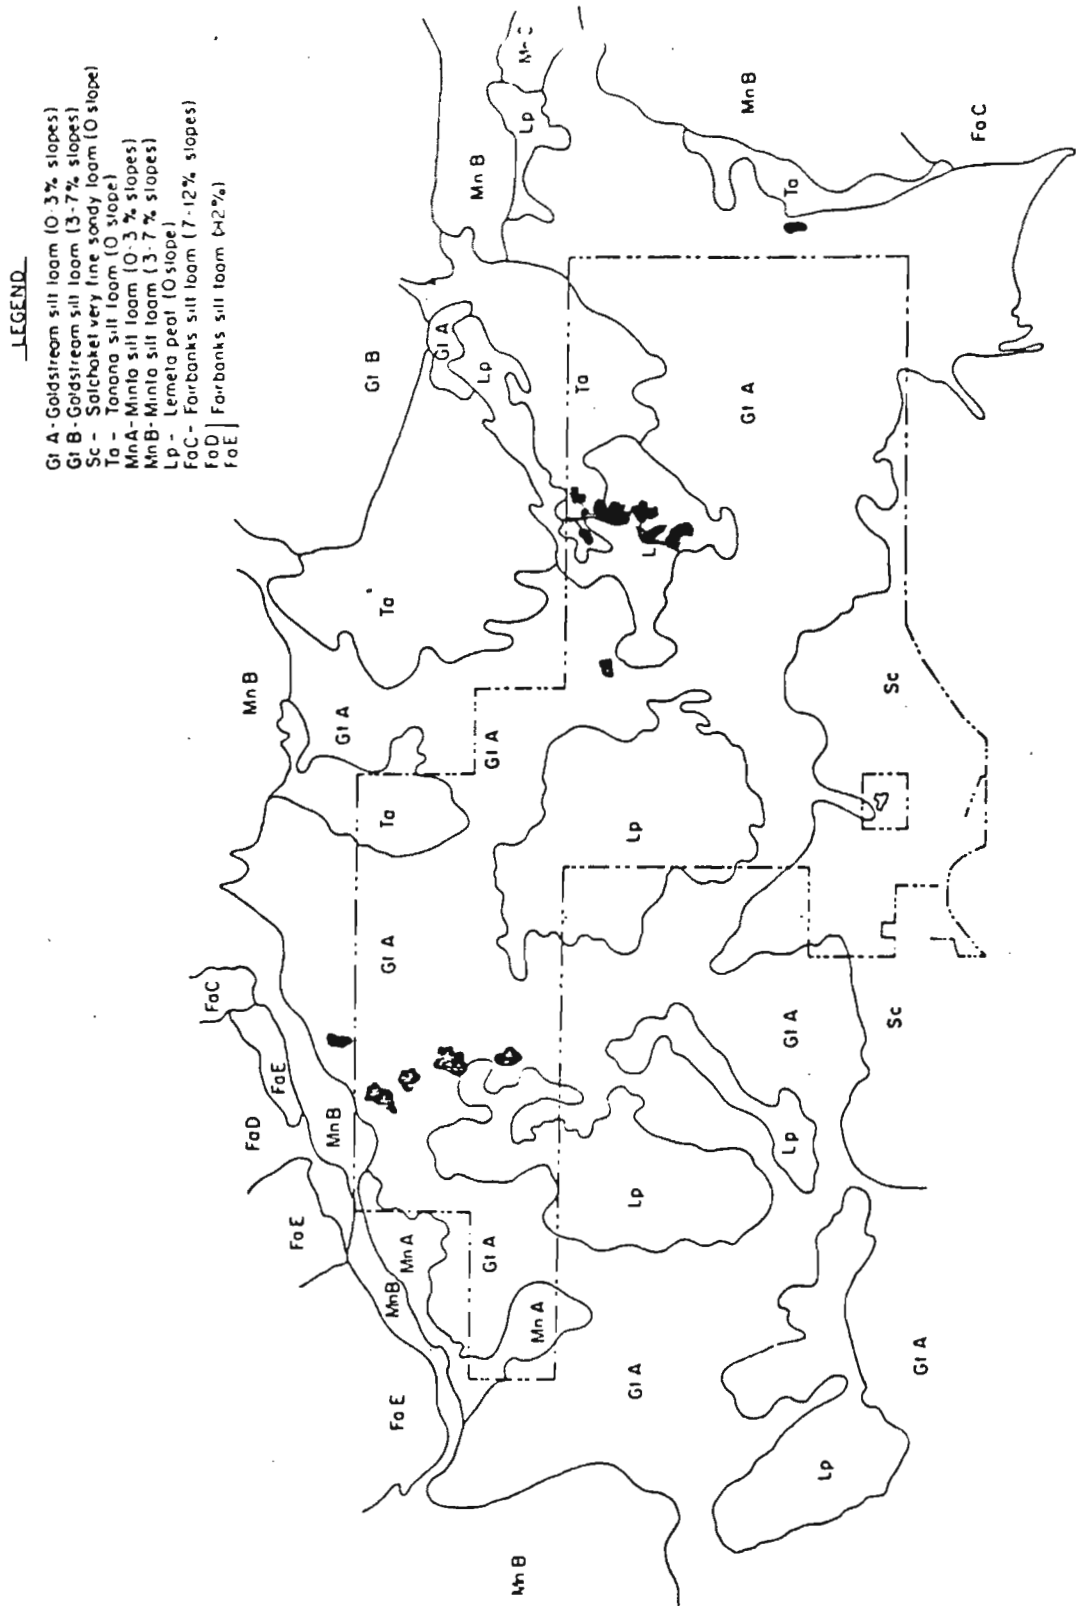 LEGEND
Gt A - Goldstream silt loam (0-3% slopes)
Gt B - Goldstream silt loam (3-7% slopes)
Sc - Salchaket very fine sandy loam (0 slope)
Ta - Tanana silt loam (0 slope)
MnA - Minto silt loam (0-3% slopes)
MnB - Minto silt loam (3-7% slopes)
Lp - Lemeta peat (0 slope)
FaC - Fairbanks silt loam (7-12% slopes)
FaD
FaE] Fairbanks silt loam (>12%)
FaE
FaE
FaD
FaE
FaC
MnB
MnB
MnB
MnB
MnA
Gt A
MnA
Gt A
Ta
Gt A
Gt A
MnB
Ta
Gt B
Gt A
Lp
MnB
Lp
MnB
Ta
FaC
Ta
Gt A
L
Lp
Sc
Lp
Gt A
Lp
Sc
Gt A
Gt A
Lp